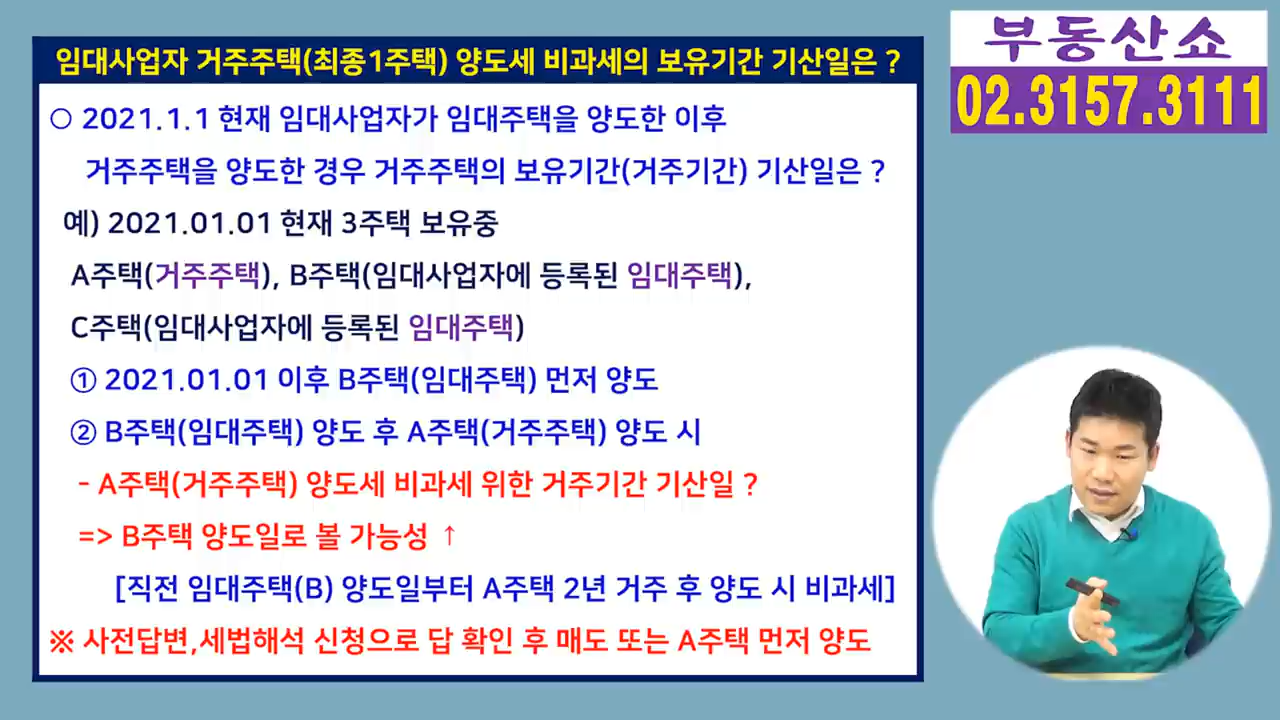 임대사업자 거주주택(최종1주택) 양도세 비과세의 보유기간 기산일은 ?
○ 2021.1.1 현재 임대사업자가 임대주택을 양도한 이후
거주주택을 양도한 경우 거주주택의 보유기간(거주기간) 기산일은 ?
예) 2021.01.01 현재 3주택 보유중
A주택(거주주택), B주택(임대사업자에 등록된 임대주택),
C주택(임대사업자에 등록된 임대주택)
① 2021.01.01 이후 B주택(임대주택) 먼저 양도
② B주택(임대주택) 양도 후 A주택(거주주택) 양도 시
- A주택(거주주택) 양도세 비과세 위한 거주기간 기산일 ?
=> B주택 양도일로 볼 가능성 ↑
[직전 임대주택(B) 양도일부터 A주택 2년 거주 후 양도 시 비과세]
※ 사전답변,세법해석 신청으로 답 확인 후 매도 또는 A주택 먼저 양도
부동산쇼
02.3157.3111